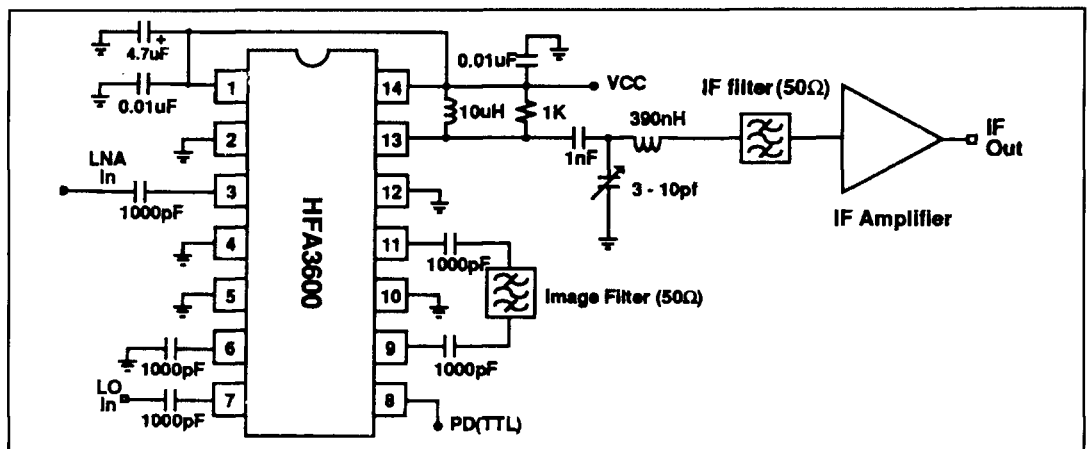 4.7uF
+
0.01uF
1
2
LNA
In
3
1000pF
4
5
6
1000pF
LO
In
7
1000pF
HFA3600
14
13
12
11
10
9
8
0.01uF
VCC
10uH
1K
1nF
390nH
3 - 10pf
IF filter (50Ω)
IF
Out
IF Amplifier
1000pF
Image Filter (50Ω)
1000pF
PD(TTL)